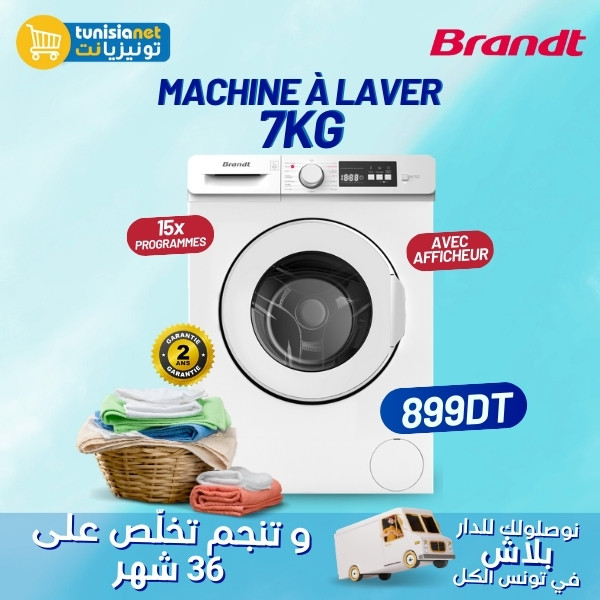 tunisianet
تونيزيانت
Brandt
MACHINE À LAVER
7KG
Brandt
15x
PROGRAMMES
AVEC
AFFICHEUR
GARANTIE
2
ANS
GARANTIE
899DT
و تنجم تخلّص على
36 شهر
نوصلولك للدار
بلاش
في تونس الكل